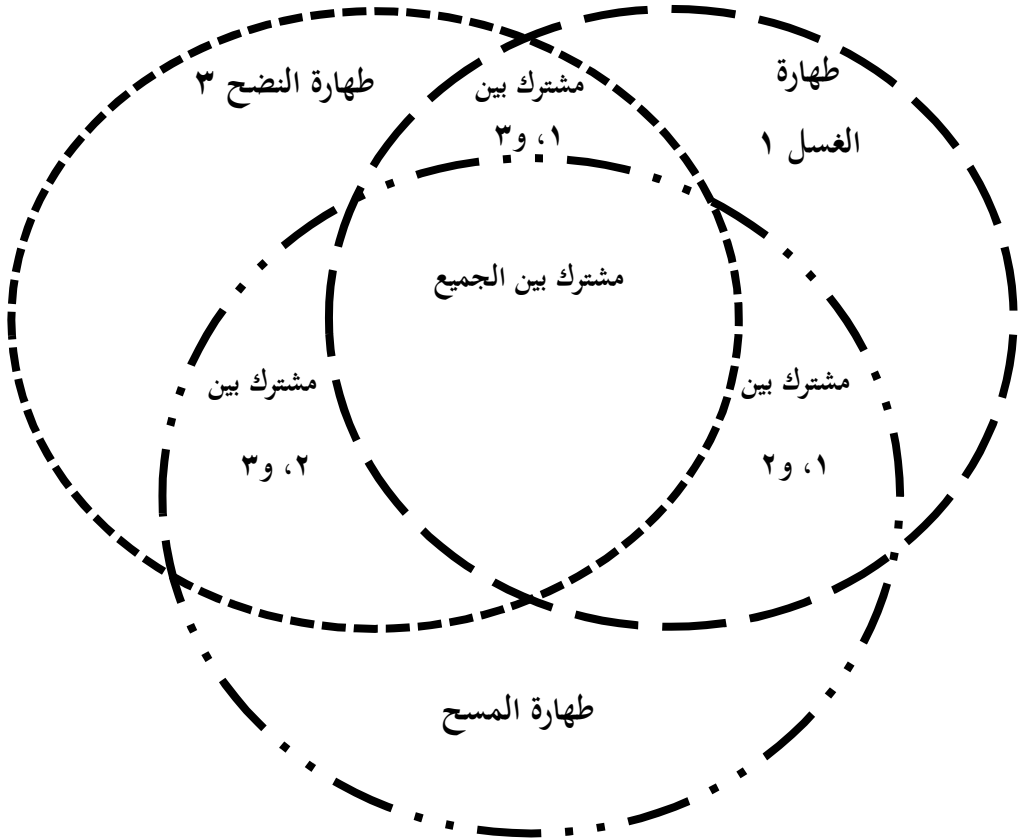 طهارة
الغسل ١
مشترك بين
١، و٣
طهارة النضح ٣
مشترك بين الجميع
مشترك بين
١، و٢
مشترك بين
٢، و٣
طهارة المسح